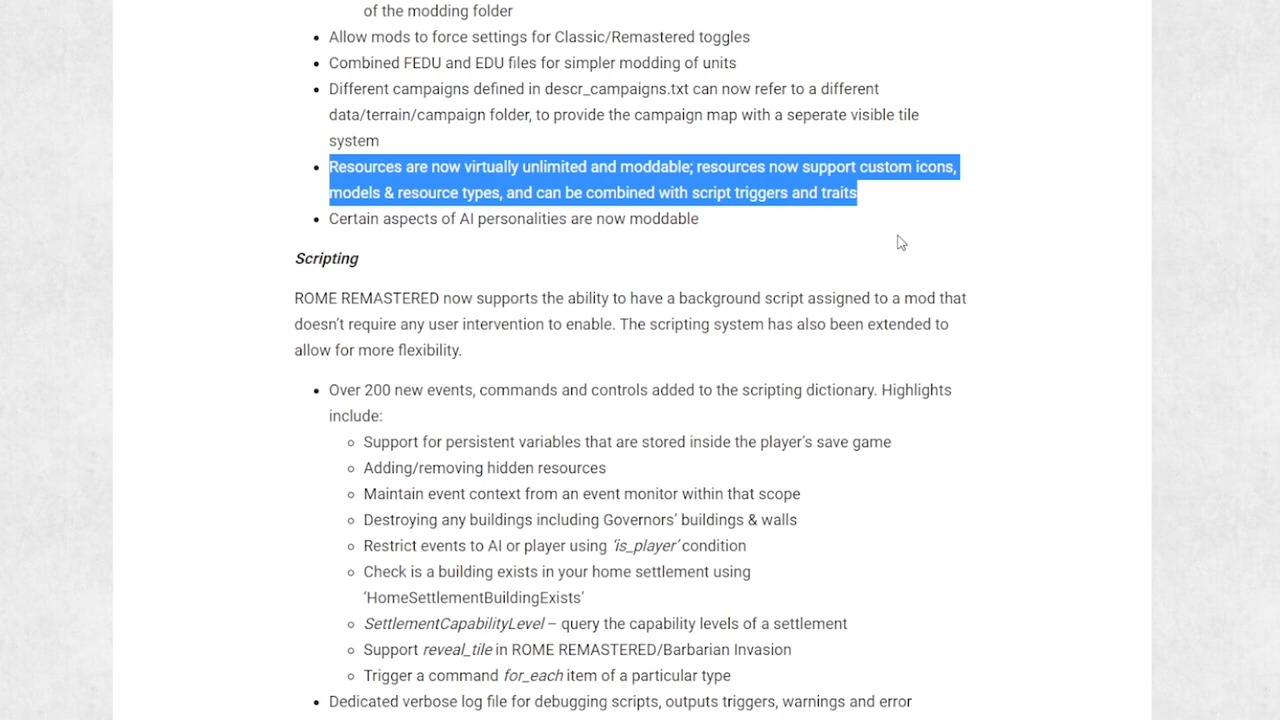 of the modding folder
• Allow mods to force settings for Classic/Remastered toggles
• Combined FEDU and EDU files for simpler modding of units
• Different campaigns defined in descr_campaigns.txt can now refer to a different
data/terrain/campaign folder, to provide the campaign map with a seperate visible tile
system
• Resources are now virtually unlimited and moddable; resources now support custom icons,
models & resource types, and can be combined with script triggers and traits
• Certain aspects of AI personalities are now moddable
Scripting
ROME REMASTERED now supports the ability to have a background script assigned to a mod that
doesn't require any user intervention to enable. The scripting system has also been extended to
allow for more flexibility.
• Over 200 new events, commands and controls added to the scripting dictionary. Highlights
include:
◦ Support for persistent variables that are stored inside the player's save game
◦ Adding/removing hidden resources
◦ Maintain event context from an event monitor within that scope
◦ Destroying any buildings including Governors' buildings & walls
◦ Restrict events to AI or player using 'is_player' condition
◦ Check is a building exists in your home settlement using
'HomeSettlementBuildingExists'
◦ SettlementCapabilityLevel – query the capability levels of a settlement
◦ Support reveal_tile in ROME REMASTERED/Barbarian Invasion
◦ Trigger a command for_each item of a particular type
• Dedicated verbose log file for debugging scripts, outputs triggers, warnings and error